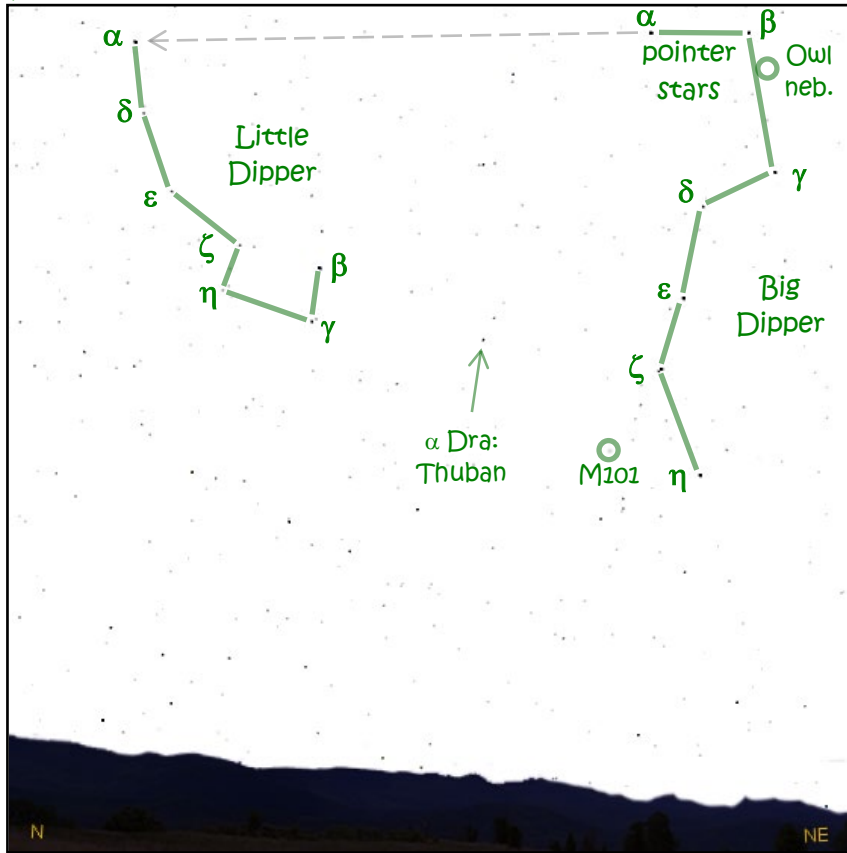 α
α
β
pointer
stars
Owl
neb.
δ
Little
Dipper
ε
γ
δ
ζ
β
η
γ
ε
Big
Dipper
ζ
α Dra:
Thuban
M101
η
N
NE